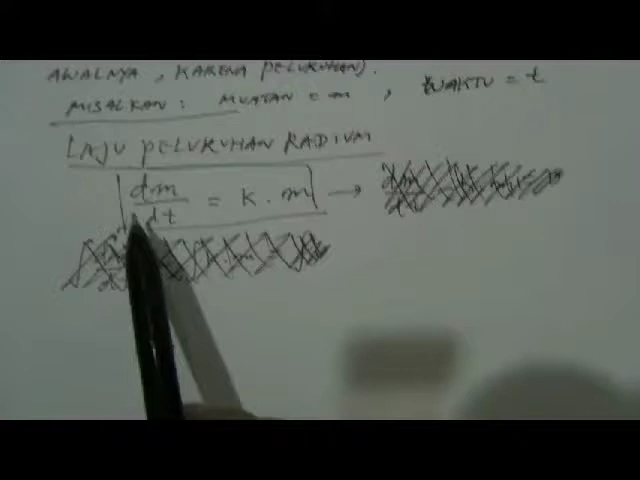 AWALNYA, KARENA PELURUHAN).
MISALKAN: MUATAN = m, WAKTU = t
LAJU PELURUHAN RADIUM
dm/dt = K . m →